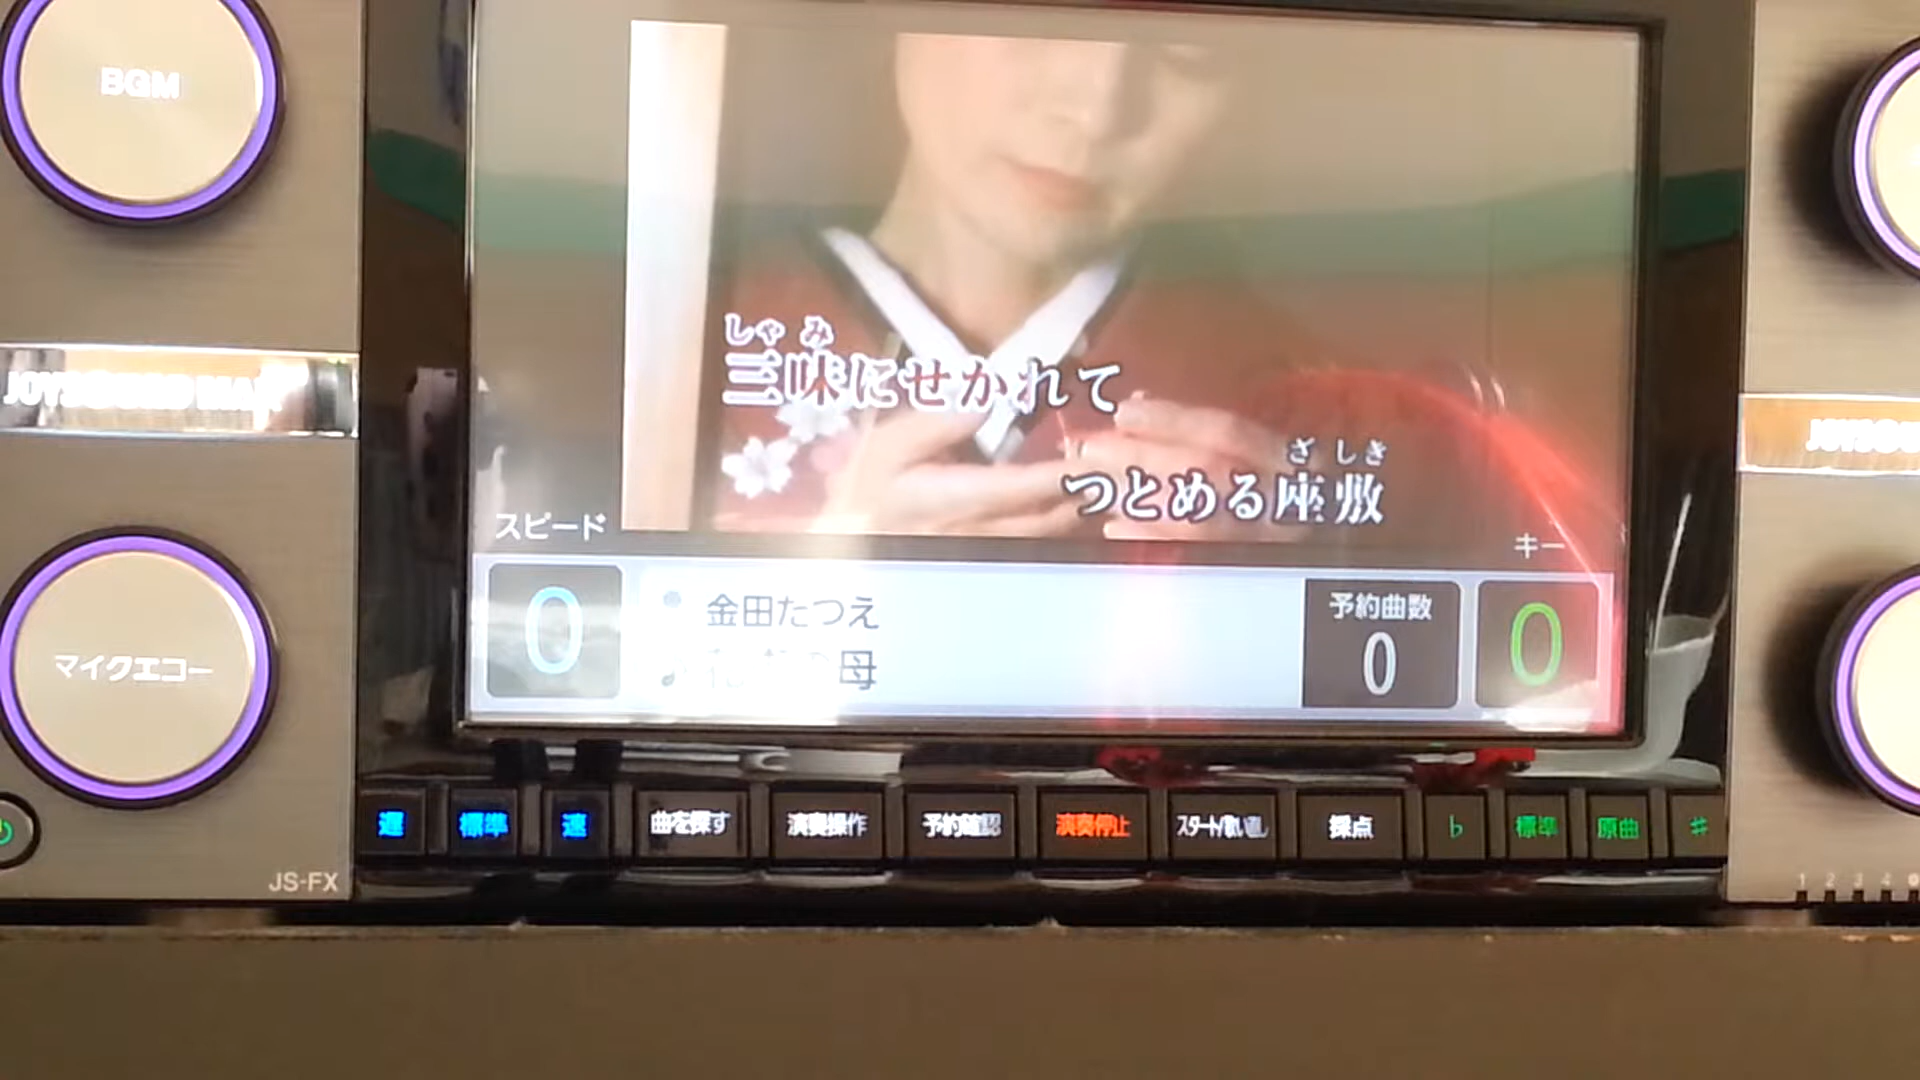 BGM
しゃ み
三味にせかれて
ざ しき
つとめる座敷
スピード
キー
0
金田たつえ
母
予約曲数
0
0
マイクエコー
遅
標準
速
曲を探す
演奏操作
予約確認
演奏停止
スタート/歌い直し
採点
♭
標準
原曲
♯
JS-FX
1 2 3 4